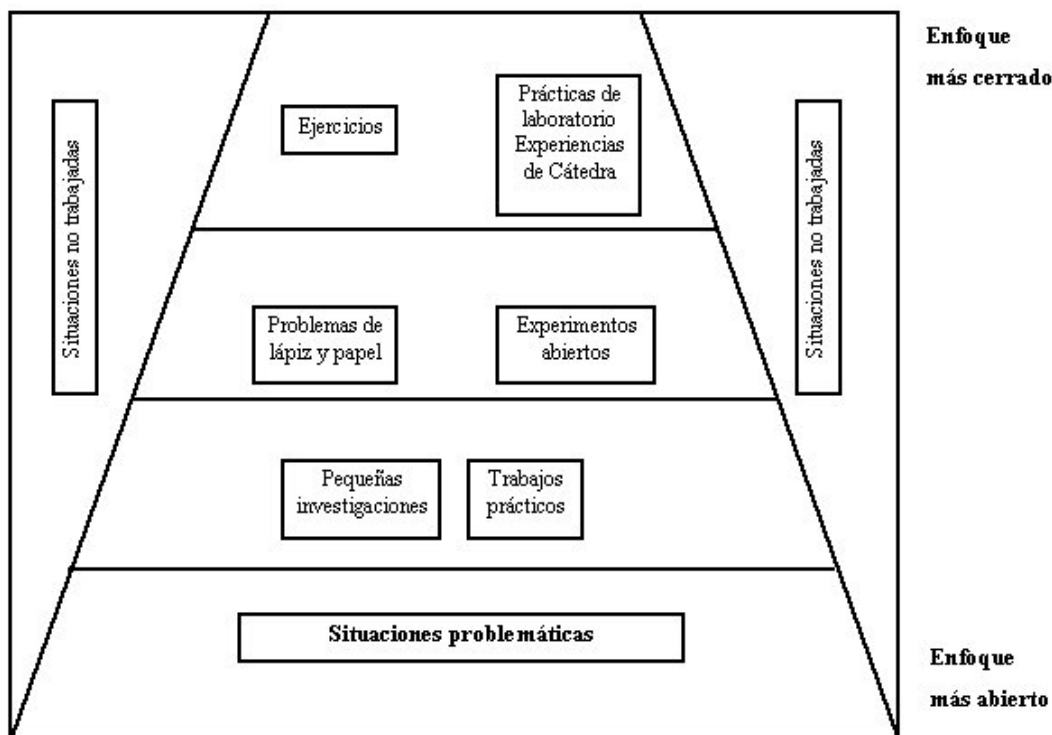 Enfoque
más cerrado
Situaciones no trabajadas
Ejercicios
Prácticas de
laboratorio
Experiencias
de Cátedra
Situaciones no trabajadas
Problemas de
lápiz y papel
Experimentos
abiertos
Pequeñas
investigaciones
Trabajos
prácticos
Situaciones problemáticas
Enfoque
más abierto